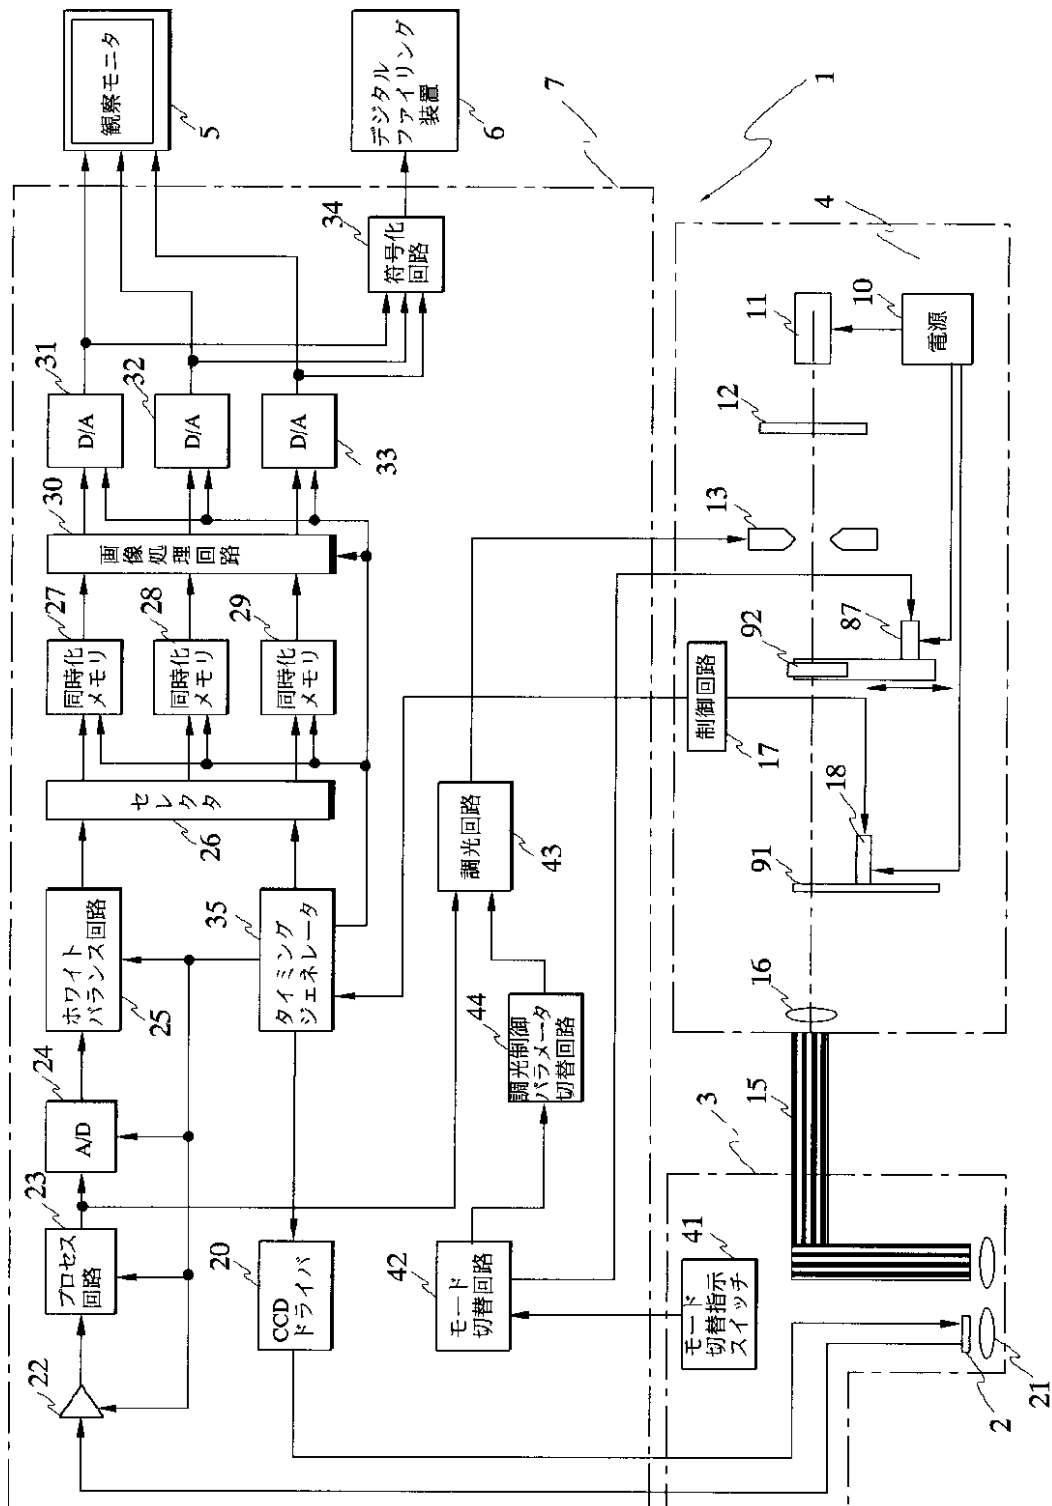 観察モニタ
5
デジタル
ファイリング
装置
6
7
1
34
符号化
回路
31
D/A
32
D/A
33
D/A
30
画像処理回路
27
同時化
メモリ
28
同時化
メモリ
29
同時化
メモリ
セレクタ
26
ホワイト
バランス回路
25
35
タイミング
ジェネレータ
24
A/D
23
プロセス
回路
22
20
CCD
ドライバ
調光回路
43
44
調光制御
パラメータ
切替回路
42
モード
切替回路
41
モード
切替指示
スイッチ
3
15
2
21
4
11
10
電源
12
13
92
87
制御回路
17
18
91
16